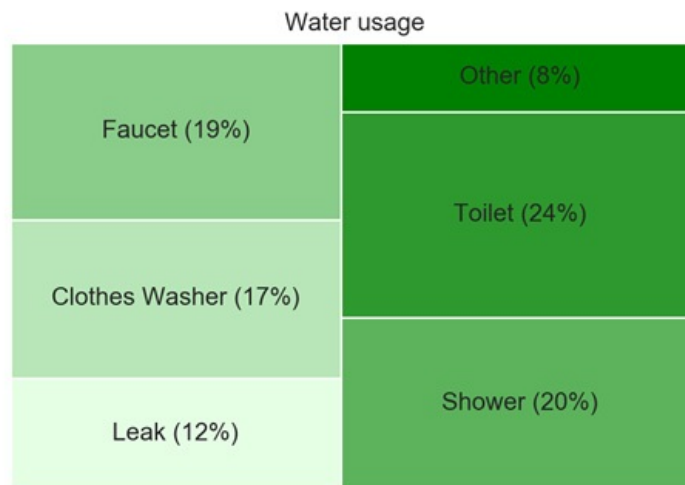 Water usage
Faucet (19%)
Clothes Washer (17%)
Leak (12%)
Other (8%)
Toilet (24%)
Shower (20%)